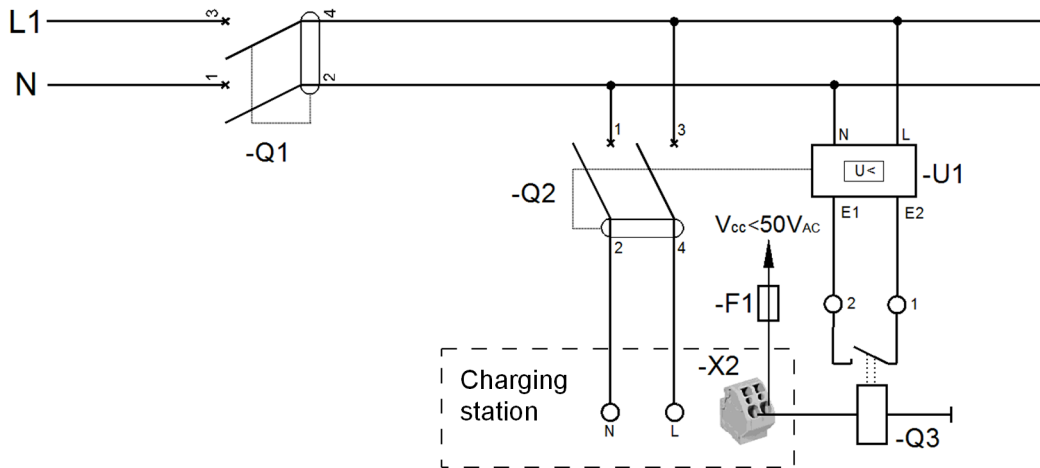 L1
3
4
N
1
2
-Q1
1
3
N
L
U<
-U1
-Q2
E1
E2
Vcc<50VAC
2
4
-F1
2
1
-X2
Charging
station
N
L
-Q3